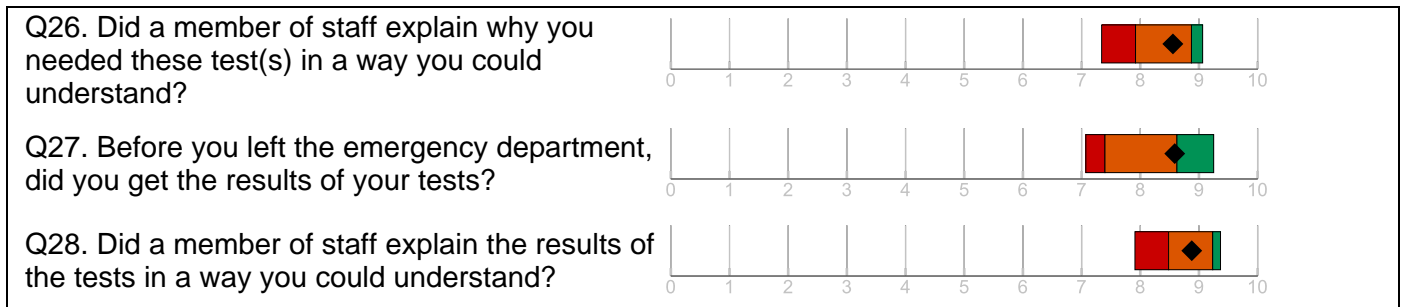 Q26. Did a member of staff explain why you
needed these test(s) in a way you could
understand?
0 1 2 3 4 5 6 7 8 9 10
Q27. Before you left the emergency department,
did you get the results of your tests?
0 1 2 3 4 5 6 7 8 9 10
Q28. Did a member of staff explain the results of
the tests in a way you could understand?
0 1 2 3 4 5 6 7 8 9 10